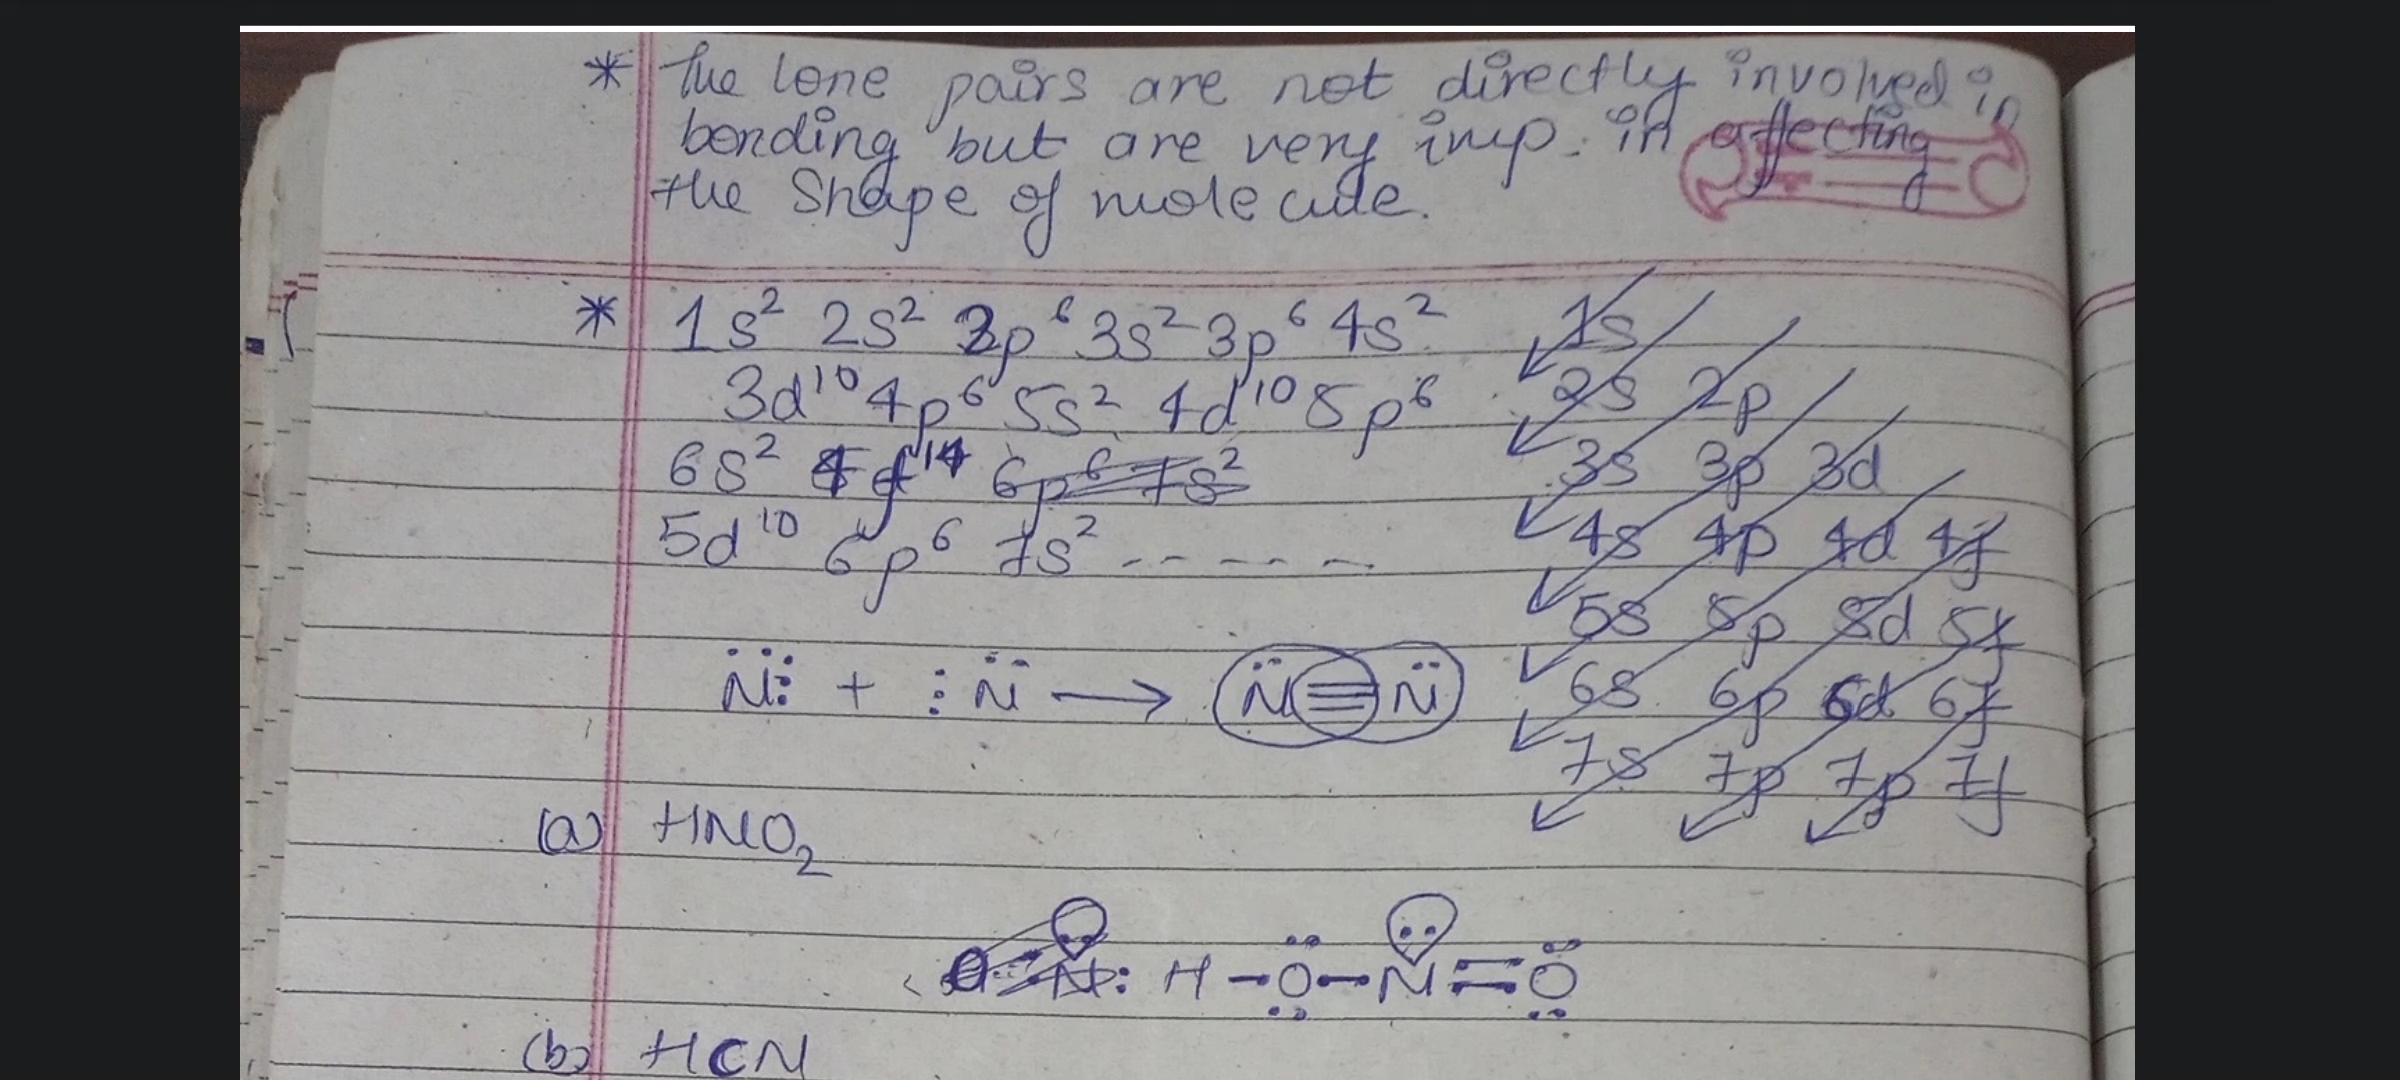 * The lone pairs are not directly involved in
bonding but are very imp. in affecting
the Shape of molecule.
* 1s² 2s² 2p⁶ 3s² 3p⁶ 4s²
3d¹⁰ 4p⁶ 5s² 4d¹⁰ 5p⁶
6s² 4f¹⁴ 6p⁶ 7s²
5d¹⁰ 6p⁶ 7s² - - - - -
1s
2s 2p
3s 3p 3d
4s 4p 4d 4f
5s 5p 5d 5f
6s 6p 6d 6f
7s 7p 7p 7f
N + N → N≡N
(a) HNO₂
N: H-O-N=O
(b) HCN